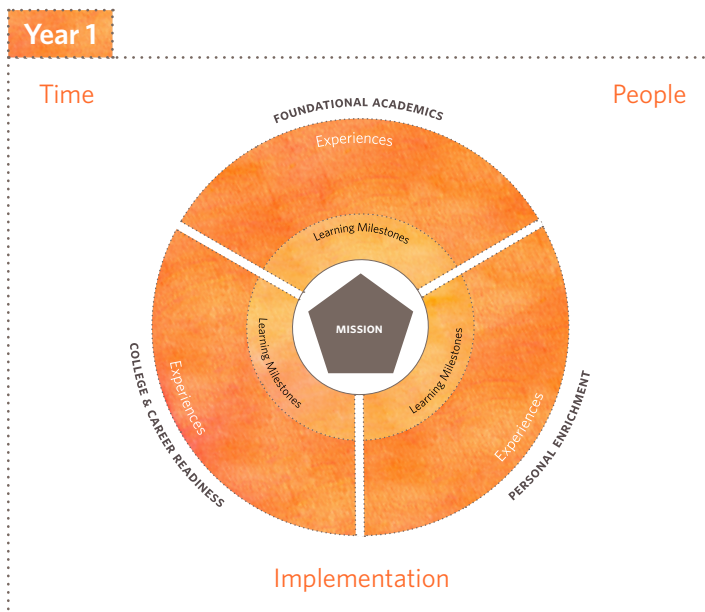 Year 1
Time
People
FOUNDATIONAL ACADEMICS
Experiences
Learning Milestones
MISSION
Learning Milestones
Learning Milestones
Experiences
Experiences
COLLEGE & CAREER READINESS
PERSONAL ENRICHMENT
Implementation